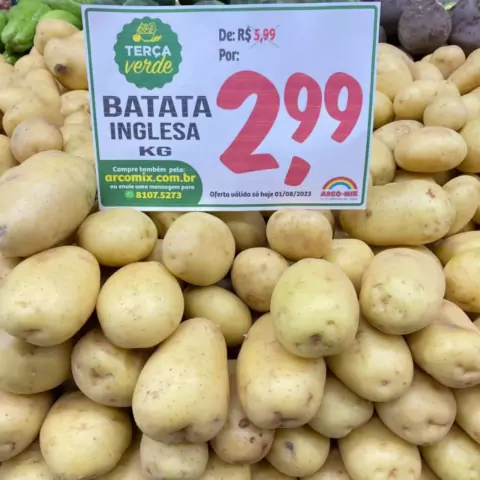 TERÇA
verde
De: R$ 5,99
Por:
2,99
BATATA
INGLESA
KG
Compre também pelo:
arcomix.com.br
ou envie uma mensagem para
8107.5273
Oferta válida só hoje 01/08/2023
ARCO-MIX